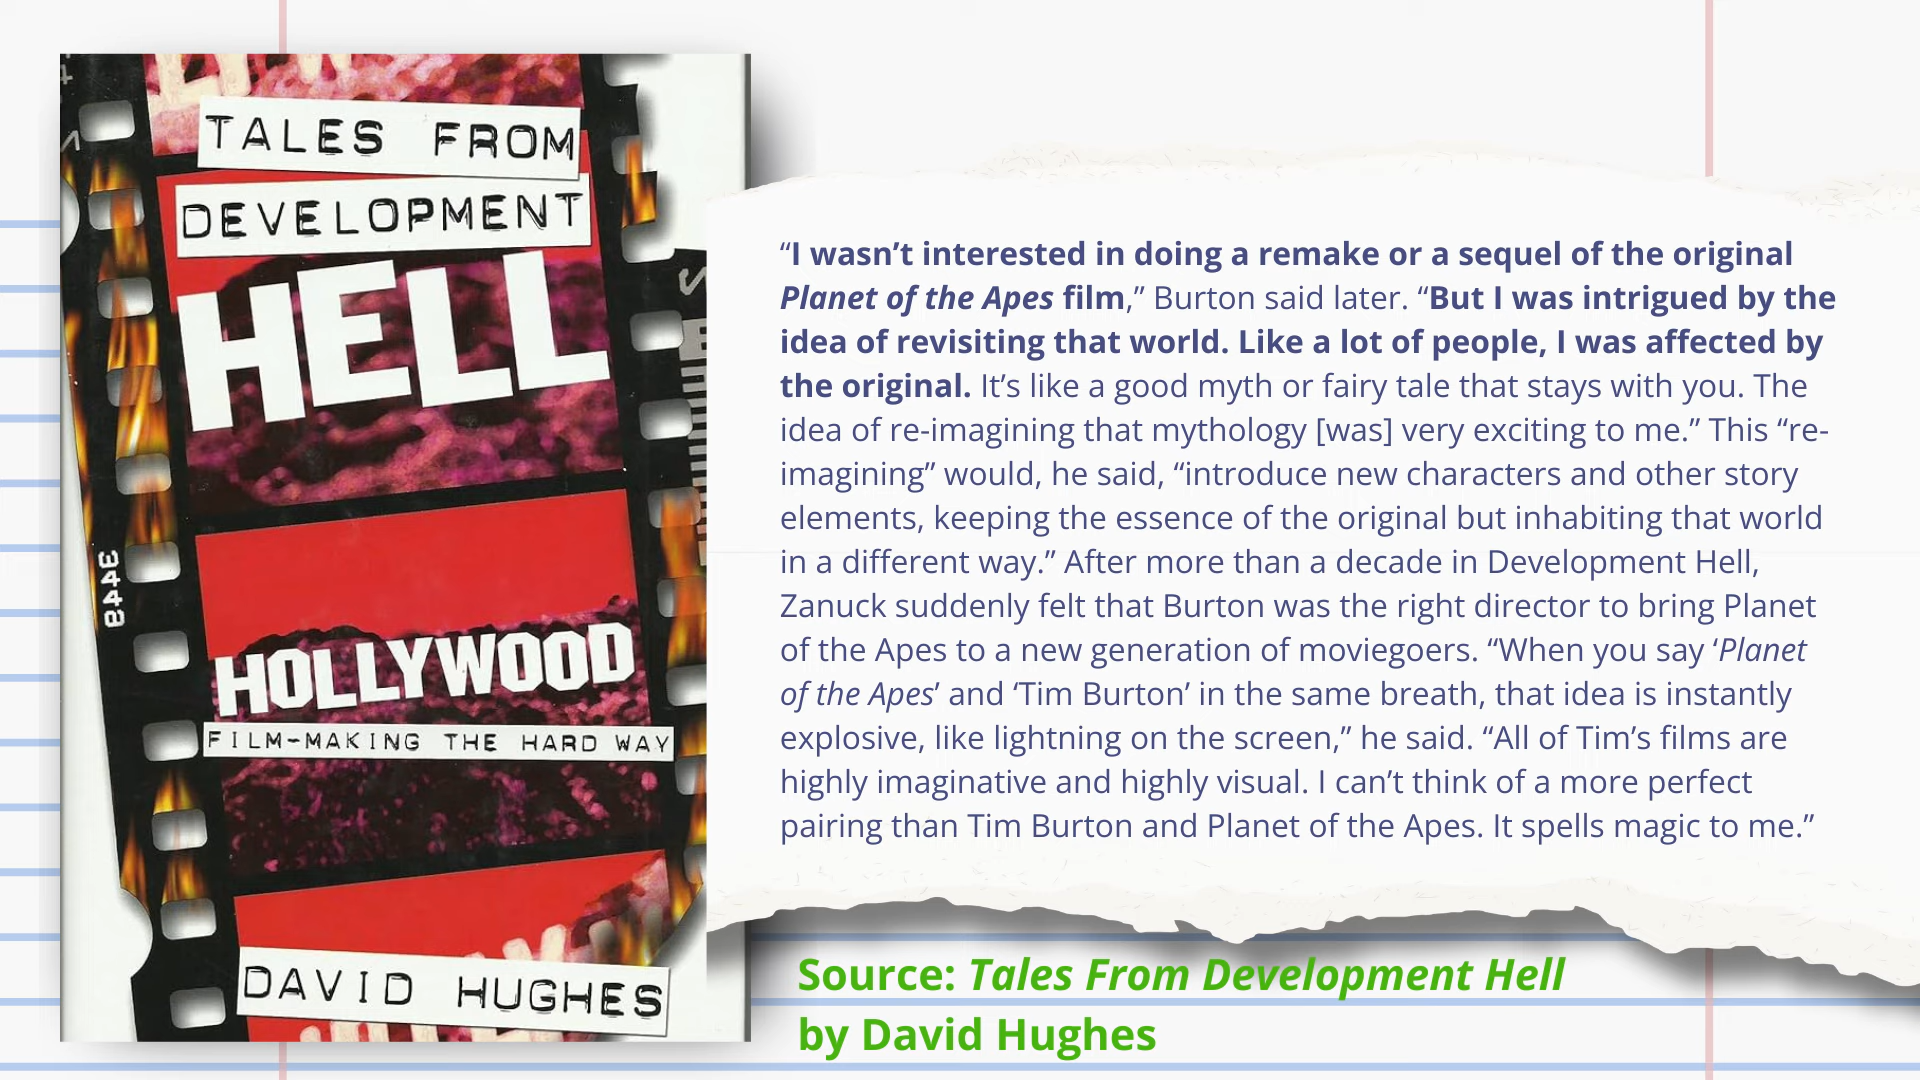 TALES FROM
DEVELOPMENT
HELL
3449
HOLLYWOOD
FILM-MAKING THE HARD WAY
DAVID HUGHES
“I wasn’t interested in doing a remake or a sequel of the original
Planet of the Apes film,” Burton said later. “But I was intrigued by the
idea of revisiting that world. Like a lot of people, I was affected by
the original. It’s like a good myth or fairy tale that stays with you. The
idea of re-imagining that mythology [was] very exciting to me.” This “re-
imagining” would, he said, “introduce new characters and other story
elements, keeping the essence of the original but inhabiting that world
in a different way.” After more than a decade in Development Hell,
Zanuck suddenly felt that Burton was the right director to bring Planet
of the Apes to a new generation of moviegoers. “When you say ‘Planet
of the Apes’ and ‘Tim Burton’ in the same breath, that idea is instantly
explosive, like lightning on the screen,” he said. “All of Tim’s films are
highly imaginative and highly visual. I can’t think of a more perfect
pairing than Tim Burton and Planet of the Apes. It spells magic to me.”
Source: Tales From Development Hell
by David Hughes